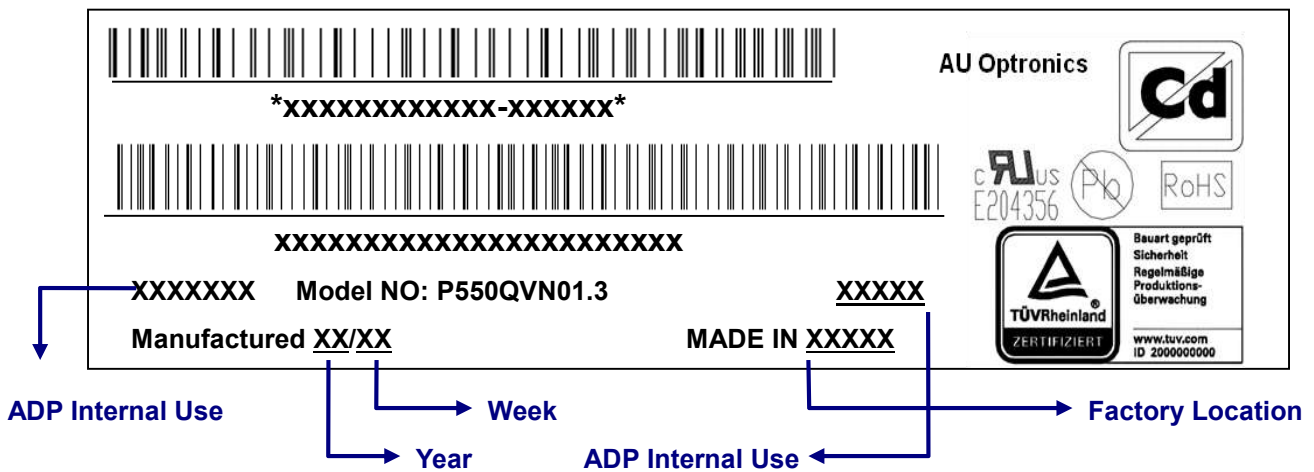 AU Optronics
Cd
*xxxxxxxxxxxx-xxxxxx*
c RU US
E204356
Pb
RoHS
xxxxxxxxxxxxxxxxxxxxxxx
XXXXXXX Model NO: P550QVN01.3 XXXXX
Manufactured XX/XX MADE IN XXXXX
TÜVRheinland®
ZERTIFIZIERT
Bauart geprüft
Sicherheit
Regelmäßige
Produktions-
überwachung
www.tuv.com
ID 2000000000
ADP Internal Use
Week
Factory Location
Year
ADP Internal Use